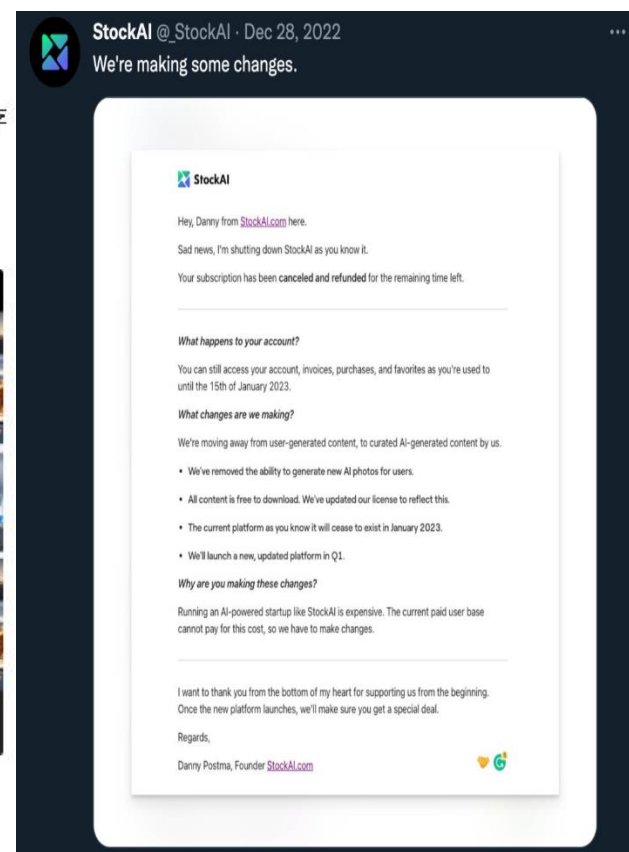 StockAI @_StockAI · Dec 28, 2022
We're making some changes.
StockAI
Hey, Danny from StockAI.com here.
Sad news, I'm shutting down StockAI as you know it.
Your subscription has been canceled and refunded for the remaining time left.
What happens to your account?
You can still access your account, invoices, purchases, and favorites as you're used to
until the 15th of January 2023.
What changes are we making?
We're moving away from user-generated content, to curated AI-generated content by us.
• We've removed the ability to generate new AI photos for users.
• All content is free to download. We've updated our license to reflect this.
• The current platform as you know it will cease to exist in January 2023.
• We'll launch a new, updated platform in Q1.
Why are you making these changes?
Running an AI-powered startup like StockAI is expensive. The current paid user base
cannot pay for this cost, so we have to make changes.
I want to thank you from the bottom of my heart for supporting us from the beginning.
Once the new platform launches, we'll make sure you get a special deal.
Regards,
Danny Postma, Founder StockAI.com